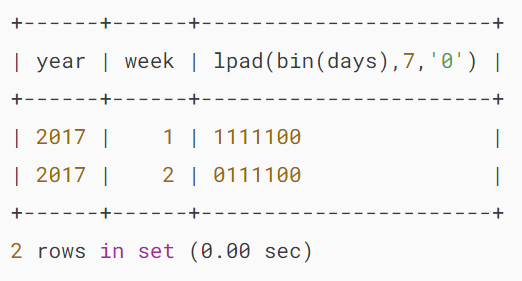 +------+------+-----------------------+
| year | week | lpad(bin(days),7,'0') |
+------+------+-----------------------+
| 2017 |    1 | 1111100               |
| 2017 |    2 | 0111100               |
+------+------+-----------------------+
2 rows in set (0.00 sec)